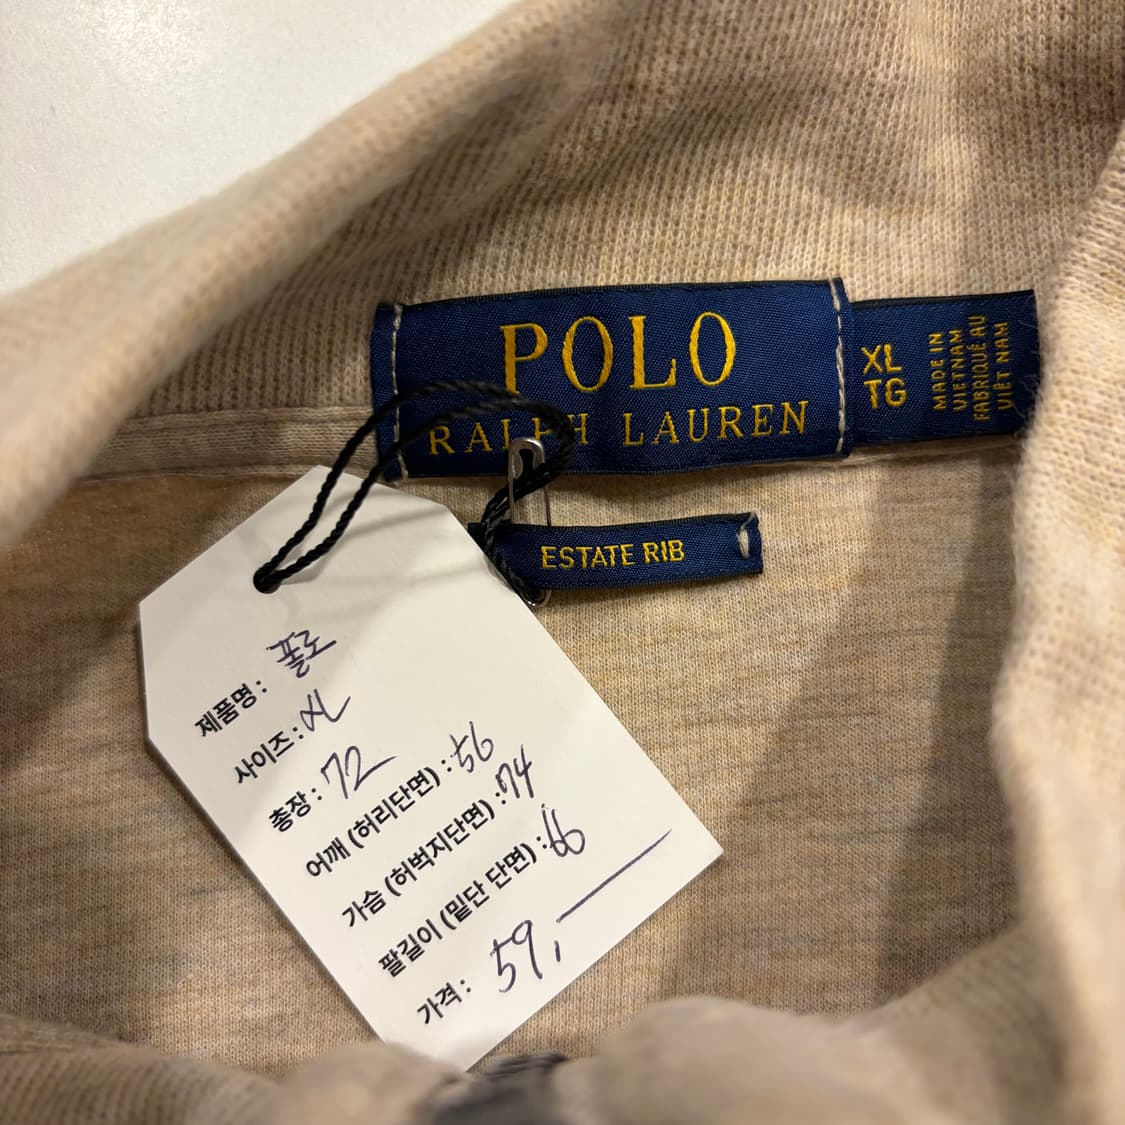 POLO
RALPH LAUREN
XL
TG
MADE IN
VIETNAM
FABRIQUÉ AU
VIÊT NAM
ESTATE RIB
제품명 : 폴로
사이즈 : XL
총장 : 72
어깨 (허리단면) : 56
가슴 (허벅지단면) : 74
팔길이 (밑단 단면) : 66
가격 : 59,